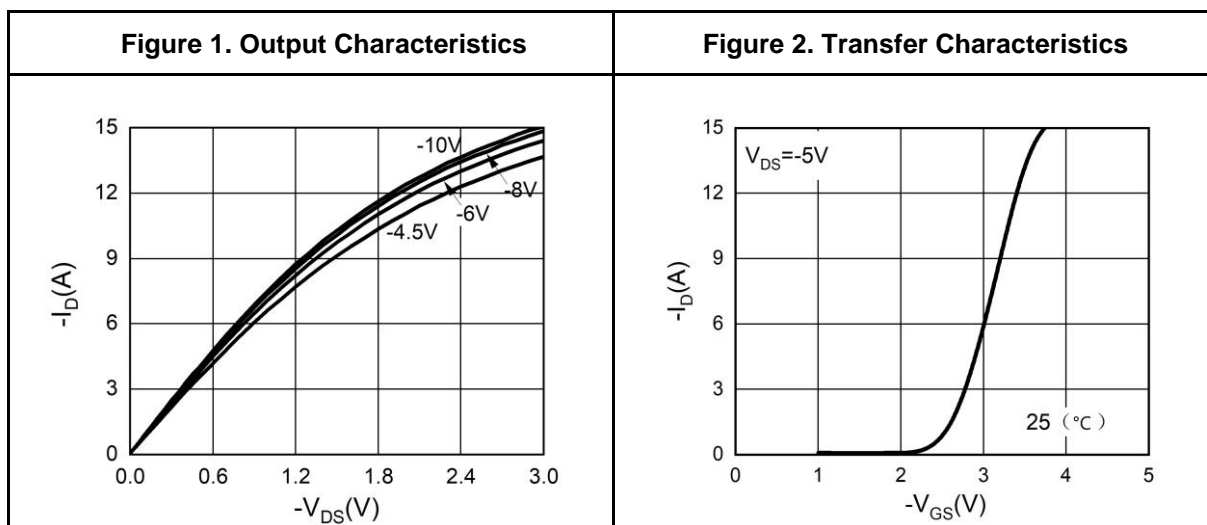 Figure 1. Output Characteristics
Figure 2. Transfer Characteristics
15
12
9
6
3
0
-I_D(A)
-10V
-8V
-6V
-4.5V
0.0 0.6 1.2 1.8 2.4 3.0
-V_DS(V)
15
12
9
6
3
0
-I_D(A)
V_DS=-5V
25（℃）
0 1 2 3 4 5
-V_GS(V)